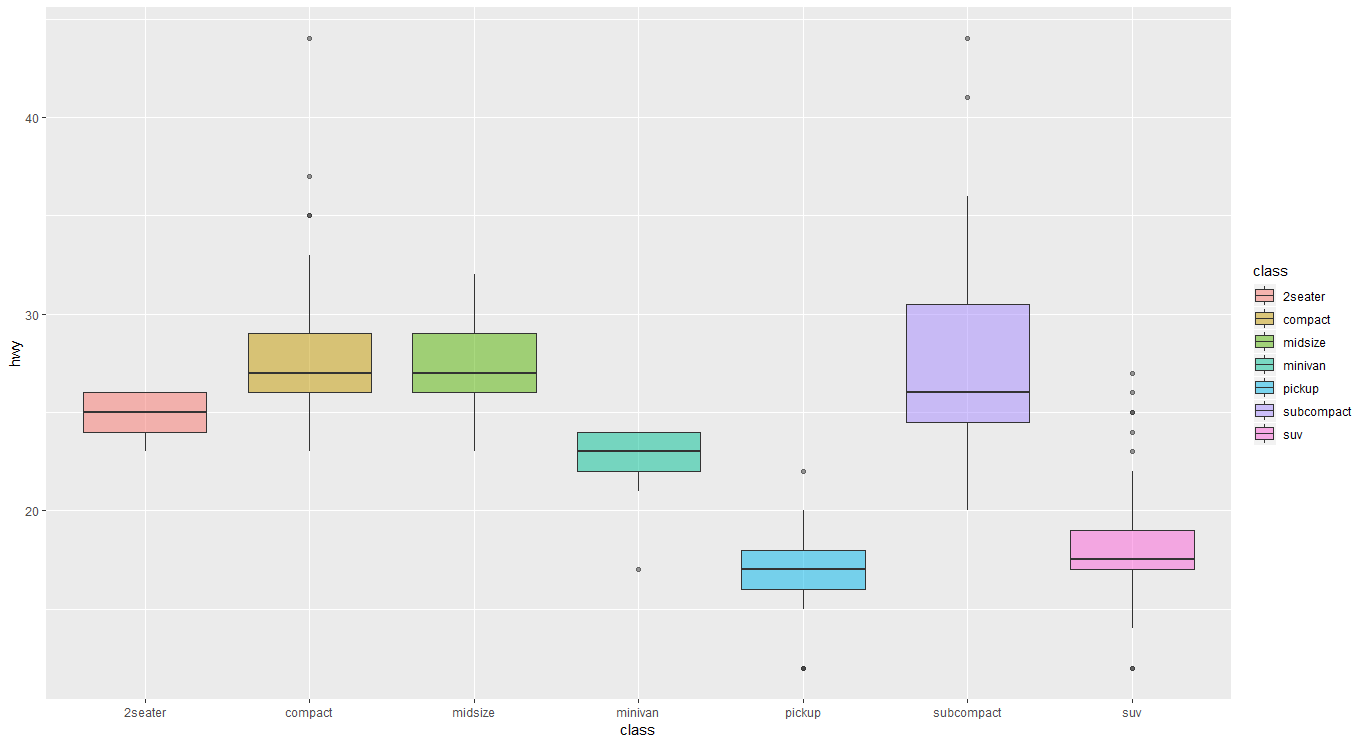 hwy
40
30
20
2seater compact midsize minivan pickup subcompact suv
class
class
2seater
compact
midsize
minivan
pickup
subcompact
suv